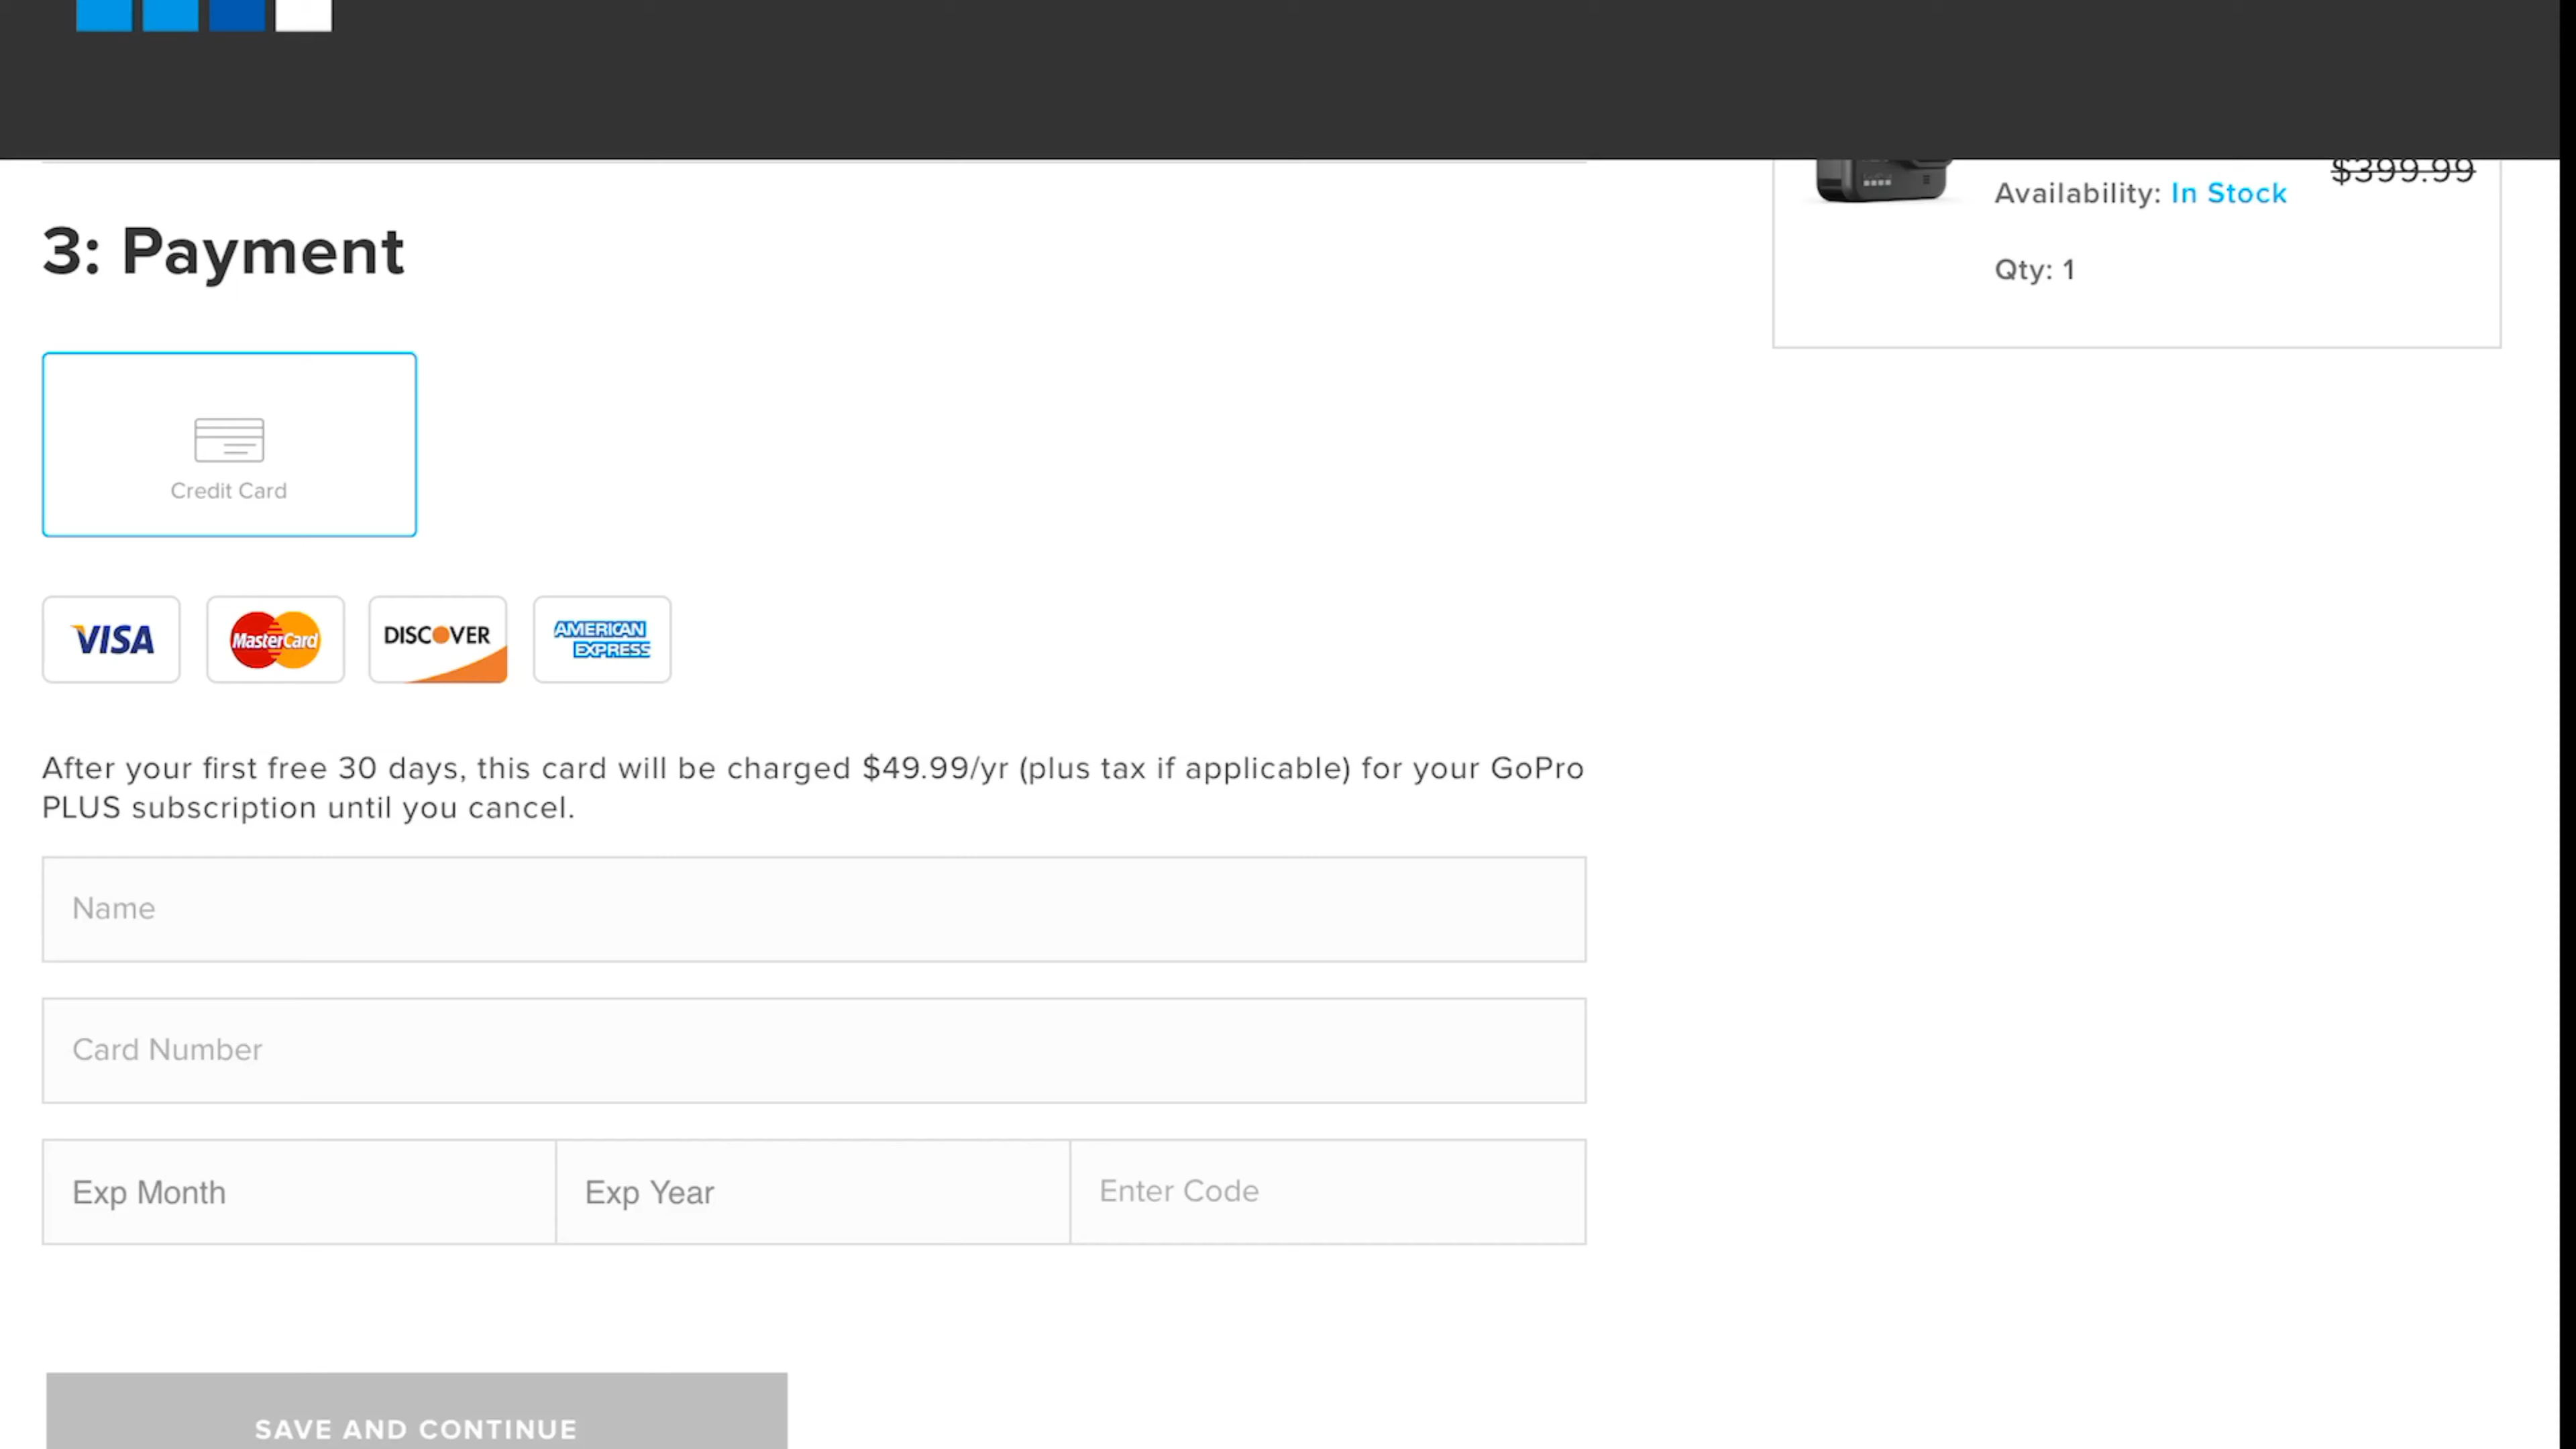 $399.99
Availability: In Stock
Qty: 1
3: Payment
Credit Card
VISA
MasterCard
DISCOVER
AMERICAN
EXPRESS
After your first free 30 days, this card will be charged $49.99/yr (plus tax if applicable) for your GoPro
PLUS subscription until you cancel.
Name
Card Number
Exp Month
Exp Year
Enter Code
SAVE AND CONTINUE